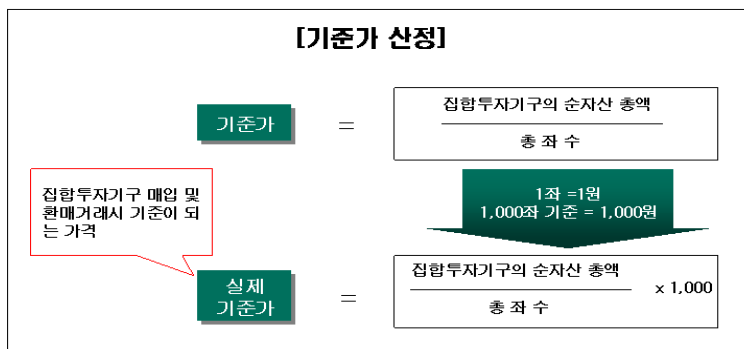 [기준가 산정]
기준가
=
집합투자기구의 순자산 총액
총 좌 수
집합투자기구 매입 및
환매거래시 기준이 되
는 가격
1좌 =1원
1,000좌 기준 = 1,000원
실제
기준가
=
집합투자기구의 순자산 총액
총 좌 수
x 1,000